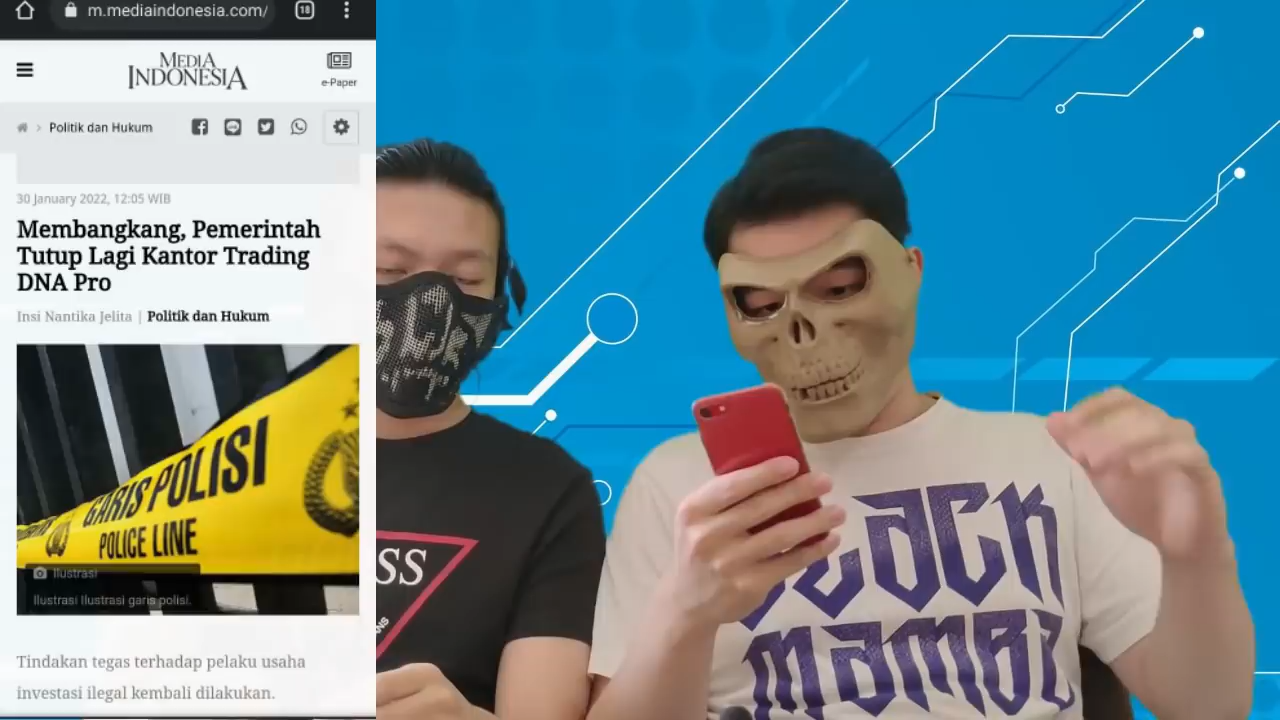 m.mediaindonesia.com/
18
MEDIA
INDONESIA
e-Paper
Politik dan Hukum
30 January 2022, 12:05 WIB
Membangkang, Pemerintah
Tutup Lagi Kantor Trading
DNA Pro
Insi Nantika Jelita | Politik dan Hukum
GARIS POLISI
POLICE LINE
Ilustrasi
Ilustrasi Ilustrasi garis polisi.
Tindakan tegas terhadap pelaku usaha
investasi ilegal kembali dilakukan.
SS